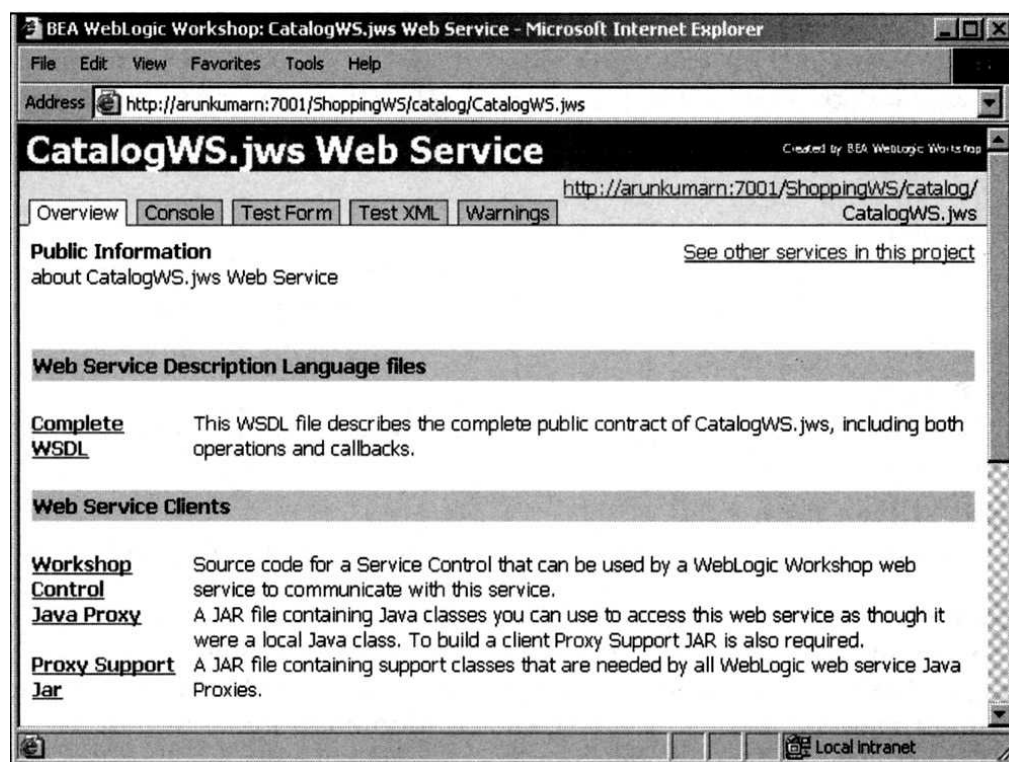 BEA WebLogic Workshop: CatalogWS.jws Web Service - Microsoft Internet Explorer
File Edit View Favorites Tools Help
Address http://arunkumarn:7001/ShoppingWS/catalog/CatalogWS.jws
CatalogWS.jws Web Service
Created by BEA WebLogic Workshop
http://arunkumarn:7001/ShoppingWS/catalog/
CatalogWS.jws
Overview Console Test Form Test XML Warnings
Public Information
See other services in this project
about CatalogWS.jws Web Service
Web Service Description Language files
Complete This WSDL file describes the complete public contract of CatalogWS.jws, including both
WSDL operations and callbacks.
Web Service Clients
Workshop Source code for a Service Control that can be used by a WebLogic Workshop web
Control service to communicate with this service.
Java Proxy A JAR file containing Java classes you can use to access this web service as though it
were a local Java class. To build a client Proxy Support JAR is also required.
Proxy Support A JAR file containing support classes that are needed by all WebLogic web service Java
Jar Proxies.
Local intranet